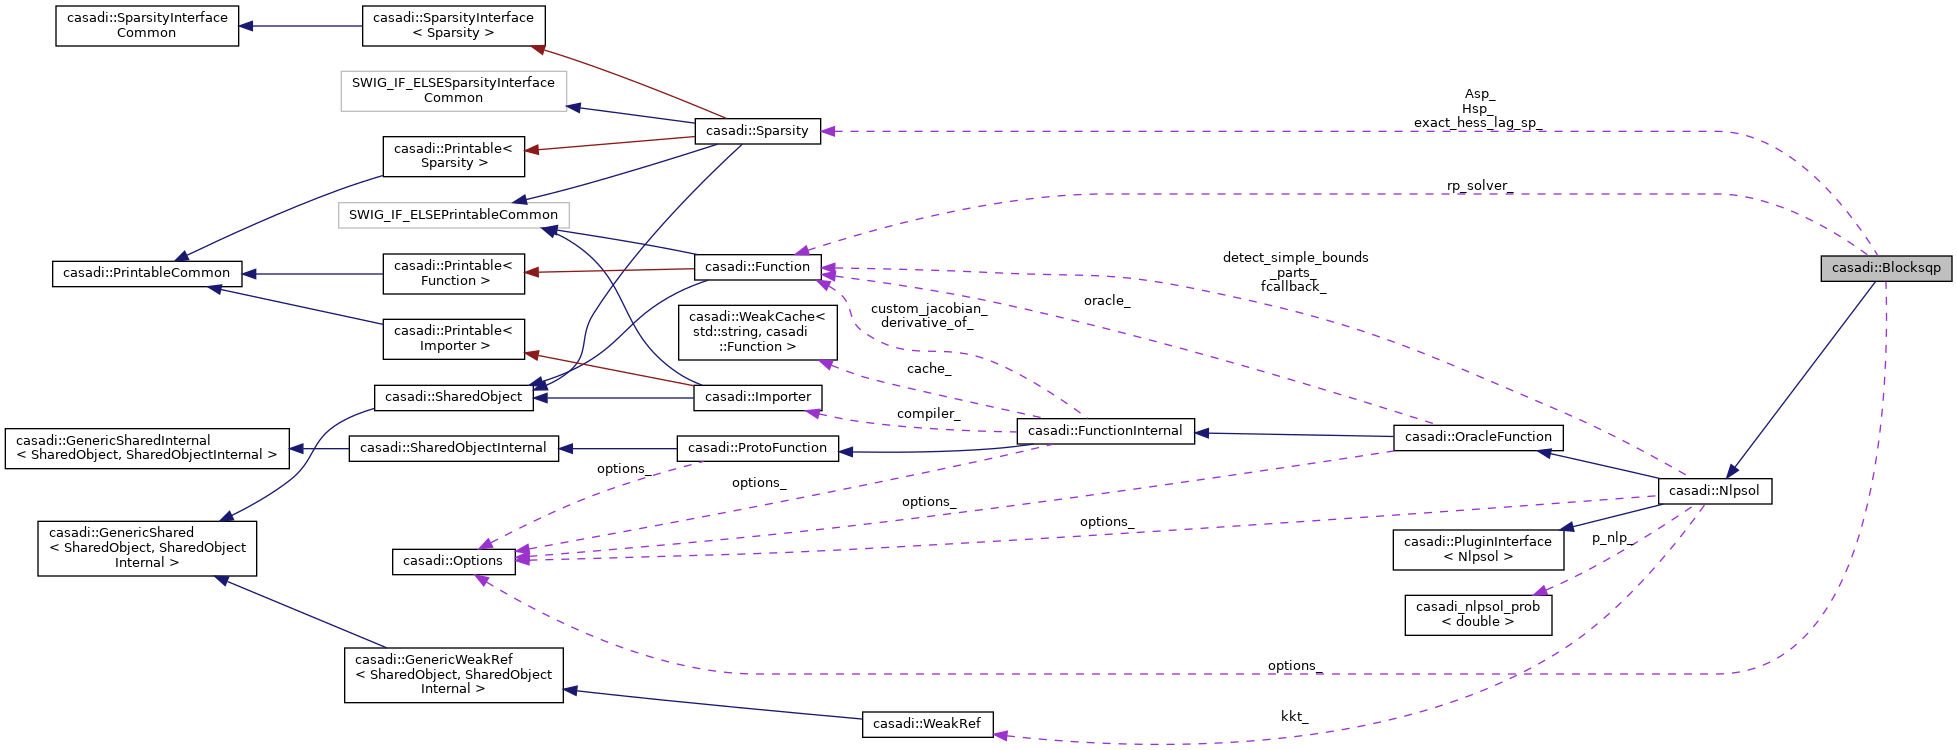 casadi::SparsityInterface
Common
casadi::SparsityInterface
< Sparsity >
SWIG_IF_ELSESparsityInterface
Common
Asp_
Hsp_
exact_hess_lag_sp_
casadi::Sparsity
casadi::Printable<
Sparsity >
rp_solver_
SWIG_IF_ELSEPrintableCommon
casadi::PrintableCommon
casadi::Printable<
Function >
casadi::Function
detect_simple_bounds
_parts_
fcallback_
casadi::Blocksqp
oracle_
custom_jacobian_
derivative_of_
casadi::WeakCache<
std::string, casadi
::Function >
casadi::Printable<
Importer >
cache_
casadi::SharedObject
casadi::Importer
compiler_
casadi::GenericSharedInternal
< SharedObject, SharedObjectInternal >
casadi::SharedObjectInternal
casadi::ProtoFunction
casadi::FunctionInternal
casadi::OracleFunction
options_
options_
options_
options_
casadi::Nlpsol
casadi::GenericShared
< SharedObject, SharedObject
Internal >
casadi::Options
casadi::PluginInterface
< Nlpsol >
p_nlp_
casadi_nlpsol_prob
< double >
casadi::GenericWeakRef
< SharedObject, SharedObject
Internal >
options_
casadi::WeakRef
kkt_